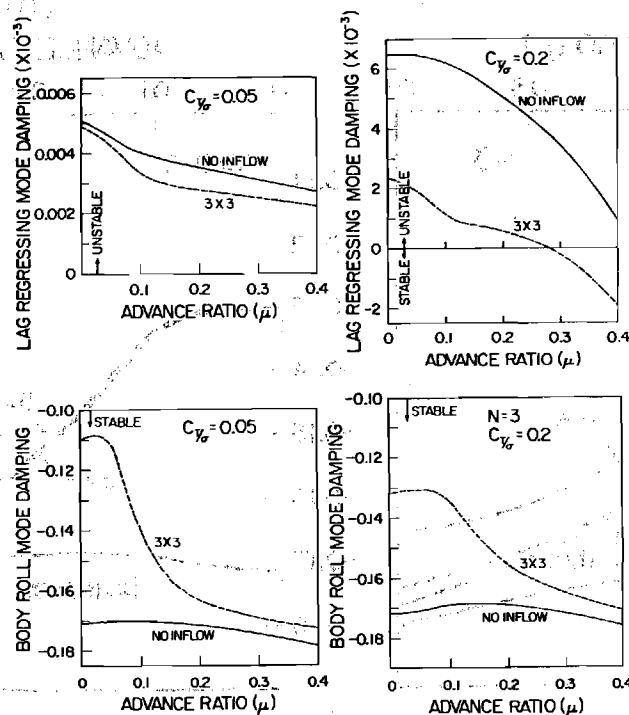 LAG REGRESSING MODE DAMPING (X10⁻³)
0.006
0.004
0.002
0
C_T/σ = 0.05
NO INFLOW
3X3
UNSTABLE
0.1 0.2 0.3 0.4
ADVANCE RATIO (μ)
LAG REGRESSING MODE DAMPING (X10⁻³)
6
4
2
0
-2
C_T/σ = 0.2
NO INFLOW
3X3
STABLE UNSTABLE
0 0.1 0.2 0.3 0.4
ADVANCE RATIO (μ)
BODY ROLL MODE DAMPING
-0.10
-0.12
-0.14
-0.16
-0.18
STABLE
C_T/σ = 0.05
3X3
NO INFLOW
0 0.1 0.2 0.3 0.4
ADVANCE RATIO (μ)
BODY ROLL MODE DAMPING
-0.10
-0.12
-0.14
-0.16
-0.18
STABLE
N=3
C_T/σ = 0.2
3X3
NO INFLOW
0 0.1 0.2 0.3 0.4
ADVANCE RATIO (μ)